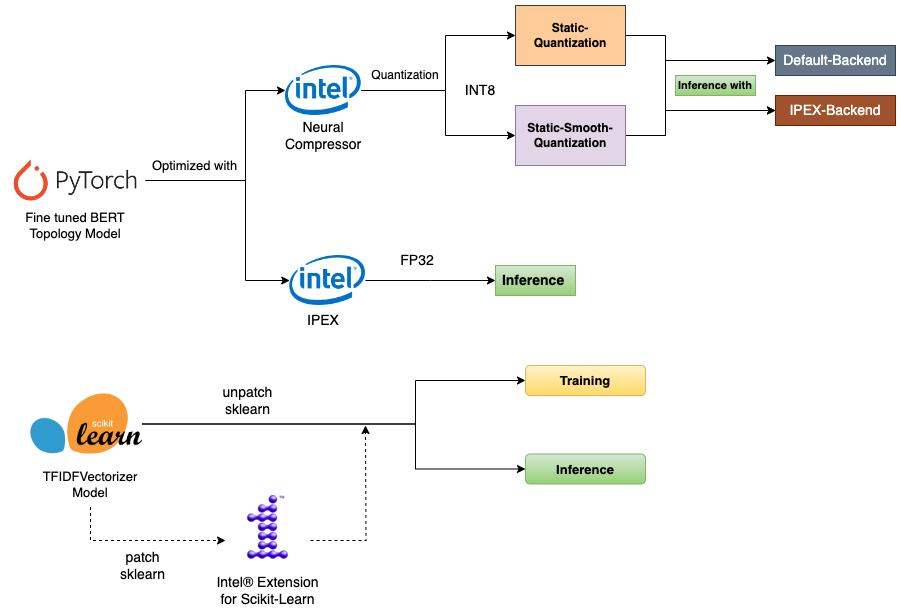 Static-
Quantization
Default-Backend
intel
Quantization
INT8
Inference with
Neural
Compressor
IPEX-Backend
Static-Smooth-
Quantization
Optimized with
PyTorch
Fine tuned BERT
Topology Model
intel
FP32
Inference
IPEX
unpatch
sklearn
Training
scikit
learn
Inference
TFIDFVectorizer
Model
patch
sklearn
Intel® Extension
for Scikit-Learn